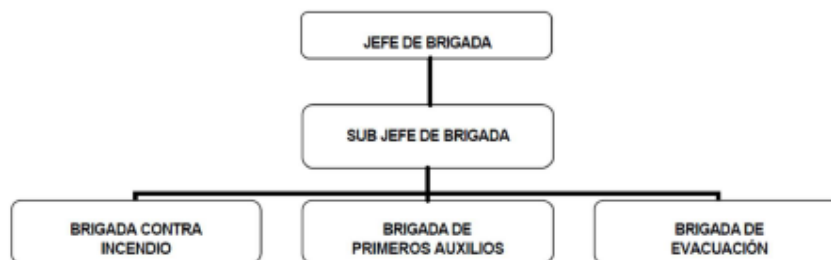 JEFE DE BRIGADA
SUB JEFE DE BRIGADA
BRIGADA CONTRA
INCENDIO
BRIGADA DE
PRIMEROS AUXILIOS
BRIGADA DE
EVACUACIÓN